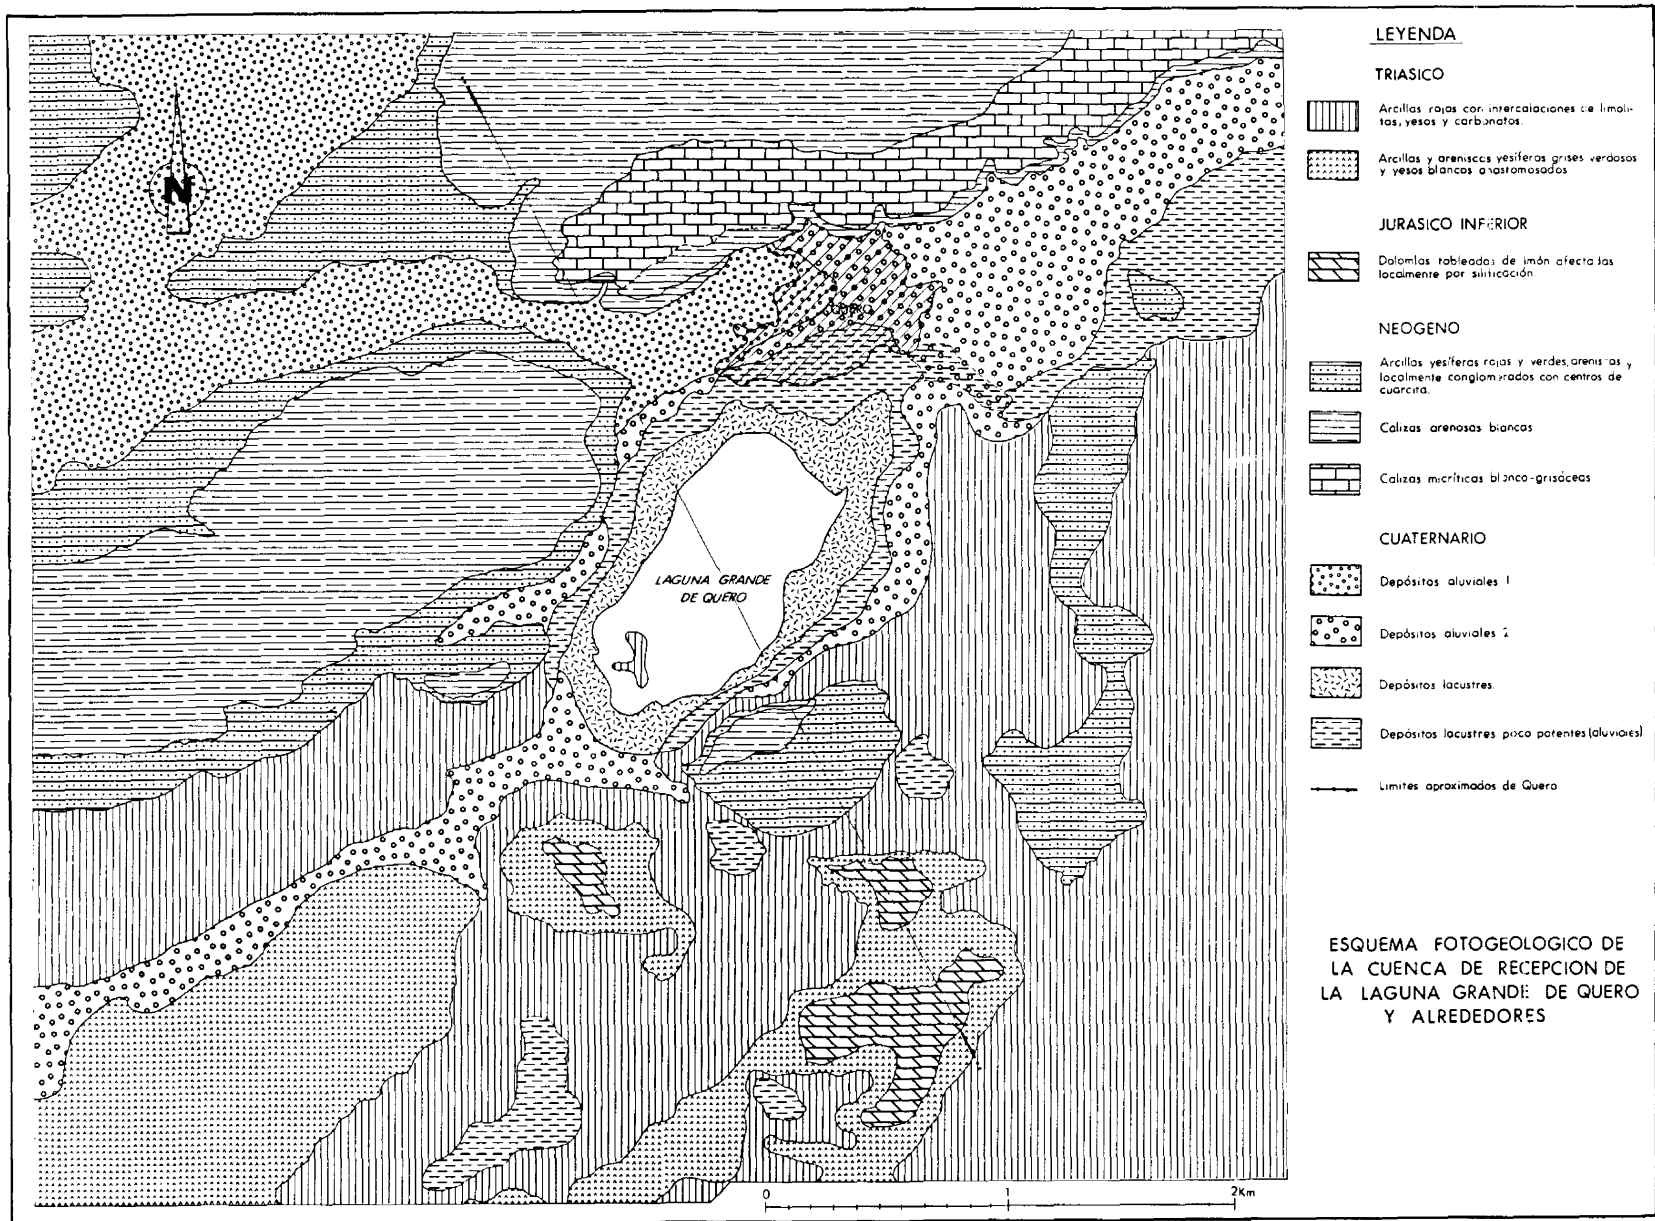 N
QUERO
LAGUNA GRANDE
DE QUERO
0 1 2Km
LEYENDA
TRIASICO
Arcillas rojas con intercalaciones de limoli-
tas, yesos y carbonatos.
Arcillas y areniscas yesíferas grises verdosos
y yesos blancos anastomosados
JURASICO INFERIOR
Dolomías tableadas de Imón afectadas
localmente por silificación.
NEOGENO
Arcillas yesíferas rojas y verdes, areniscas y
localmente conglomerados con centros de
cuarcita.
Calizas arenosas blancas
Calizas micríticas blanco-grisáceas
CUATERNARIO
Depósitos aluviales 1
Depósitos aluviales 2
Depósitos lacustres.
Depósitos lacustres poco potentes (aluviales)
Limites aproximados de Quero
ESQUEMA FOTOGEOLOGICO DE
LA CUENCA DE RECEPCION DE
LA LAGUNA GRANDE DE QUERO
Y ALREDEDORES